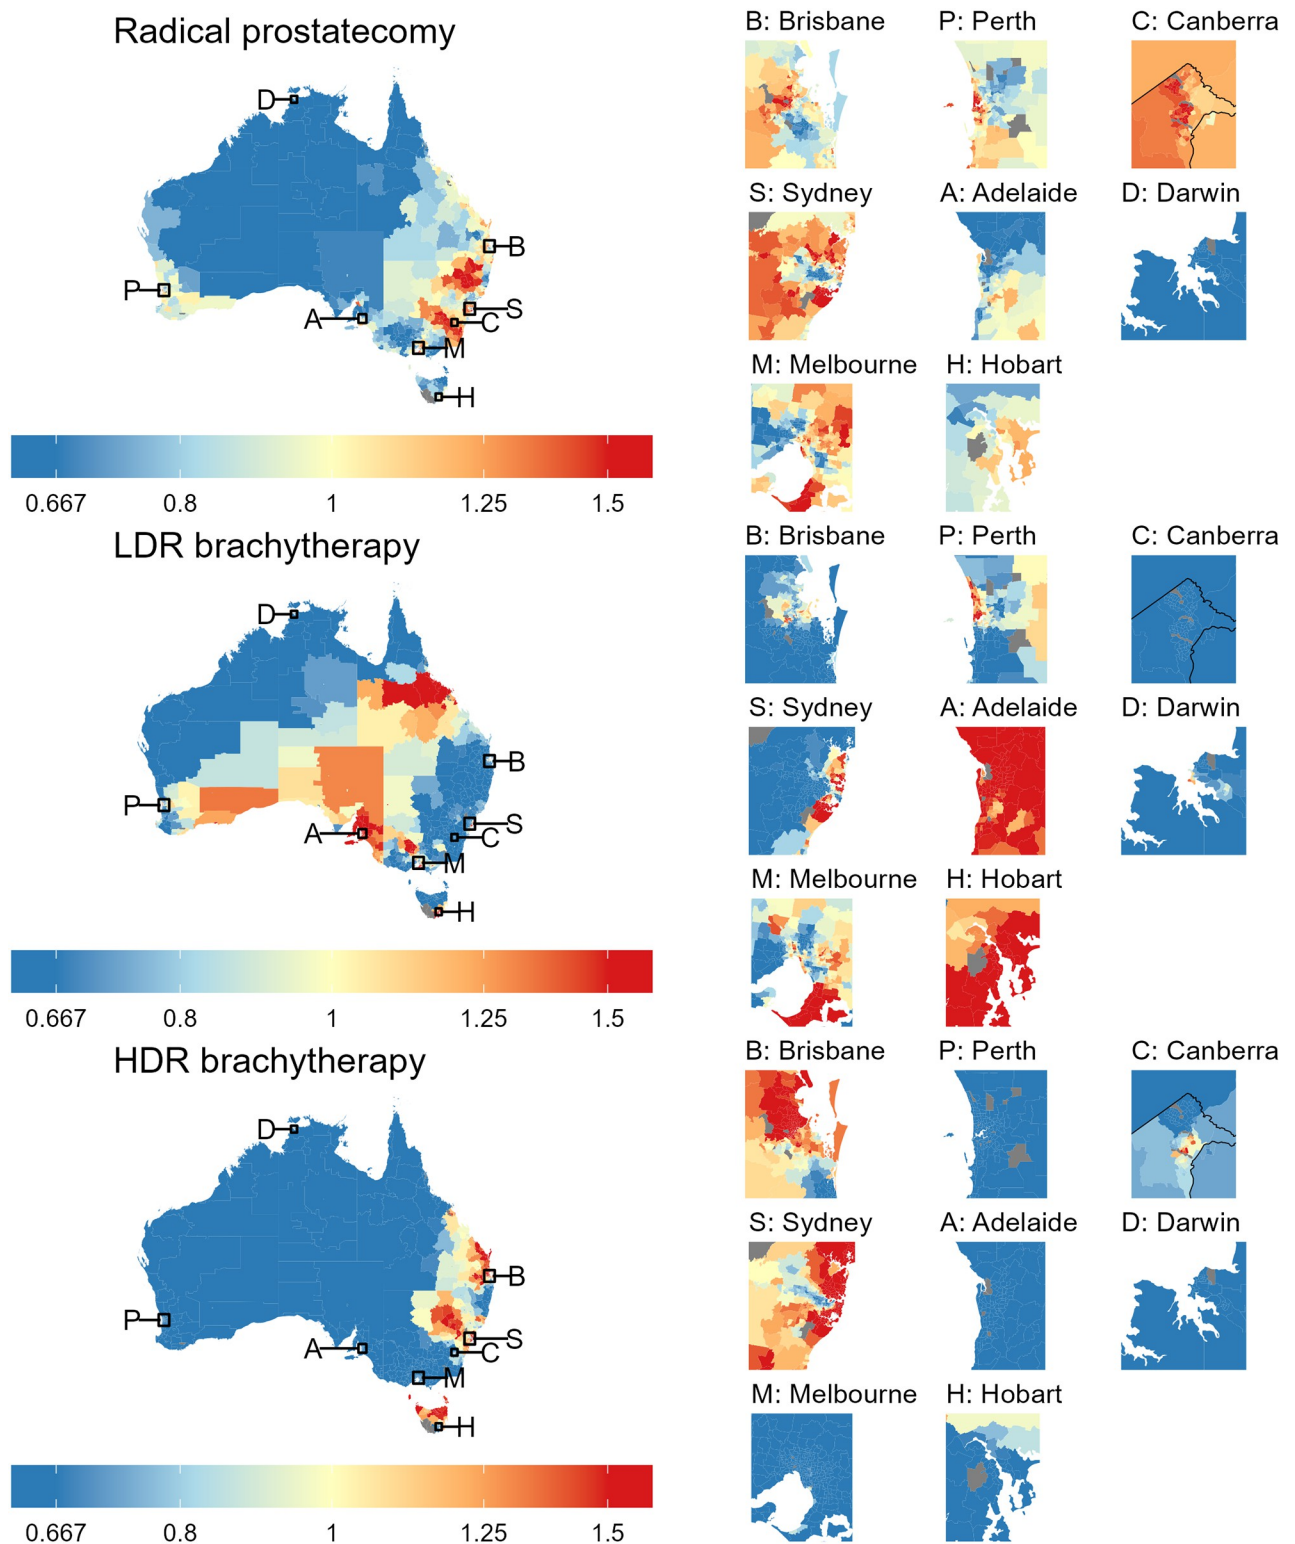 Radical prostatecomy
D
P
A
B
S
C
M
H
0.667 0.8 1 1.25 1.5
B: Brisbane P: Perth C: Canberra
S: Sydney A: Adelaide D: Darwin
M: Melbourne H: Hobart
LDR brachytherapy
D
P
A
B
S
C
M
H
0.667 0.8 1 1.25 1.5
B: Brisbane P: Perth C: Canberra
S: Sydney A: Adelaide D: Darwin
M: Melbourne H: Hobart
HDR brachytherapy
D
P
A
B
S
C
M
H
0.667 0.8 1 1.25 1.5
B: Brisbane P: Perth C: Canberra
S: Sydney A: Adelaide D: Darwin
M: Melbourne H: Hobart